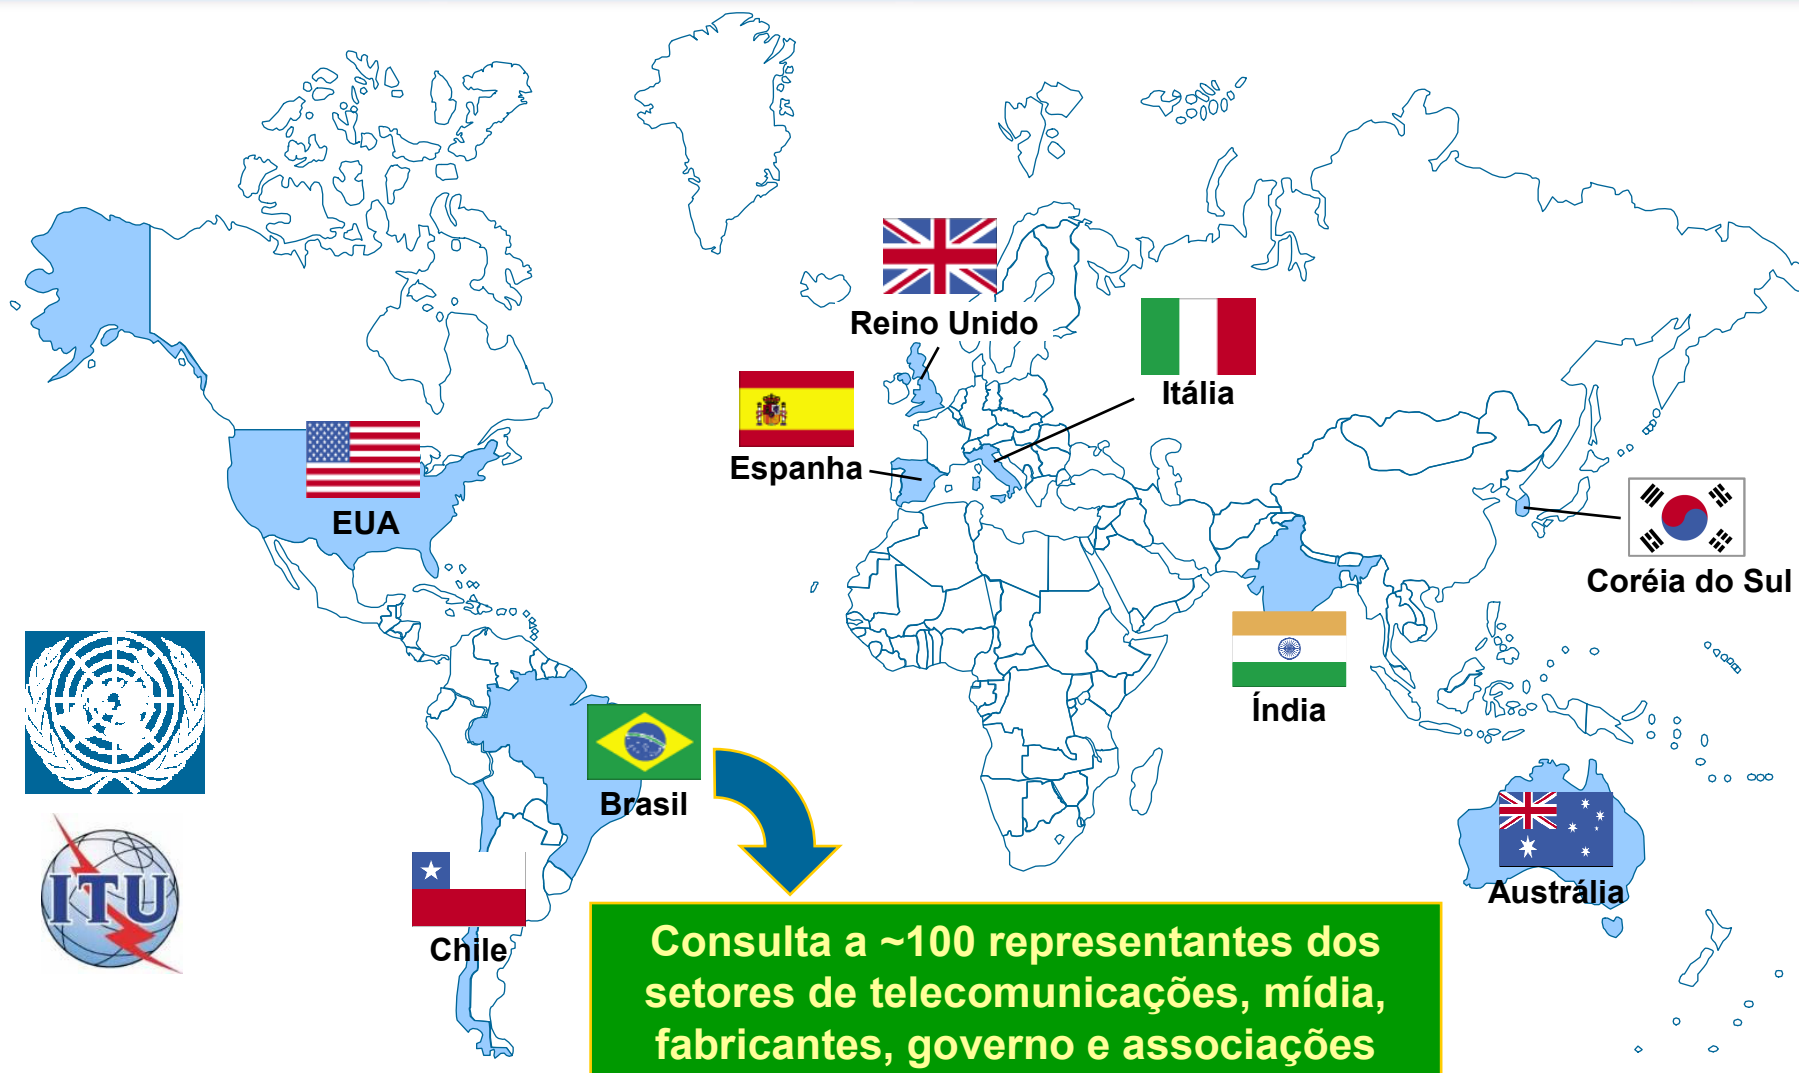 Reino Unido
Itália
Espanha
EUA
Coréia do Sul
Índia
Brasil
ITU
Austrália
Chile
Consulta a ~100 representantes dos
setores de telecomunicações, mídia,
fabricantes, governo e associações